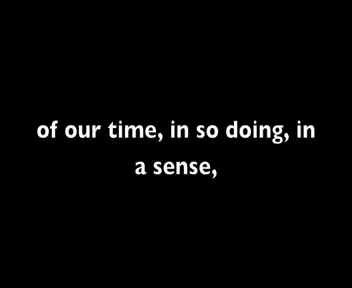 of our time, in so doing, in
a sense,